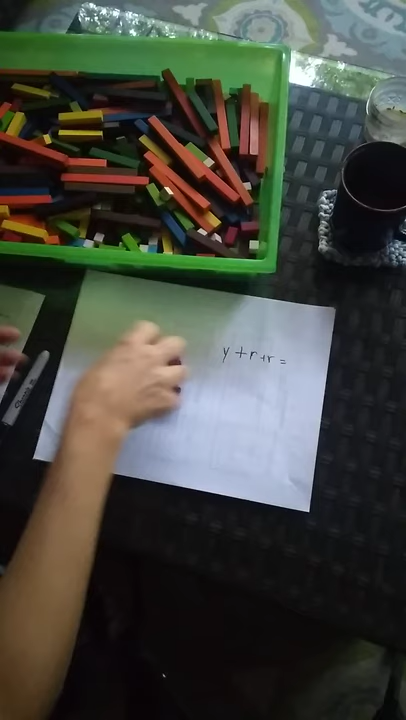 y + r + r =